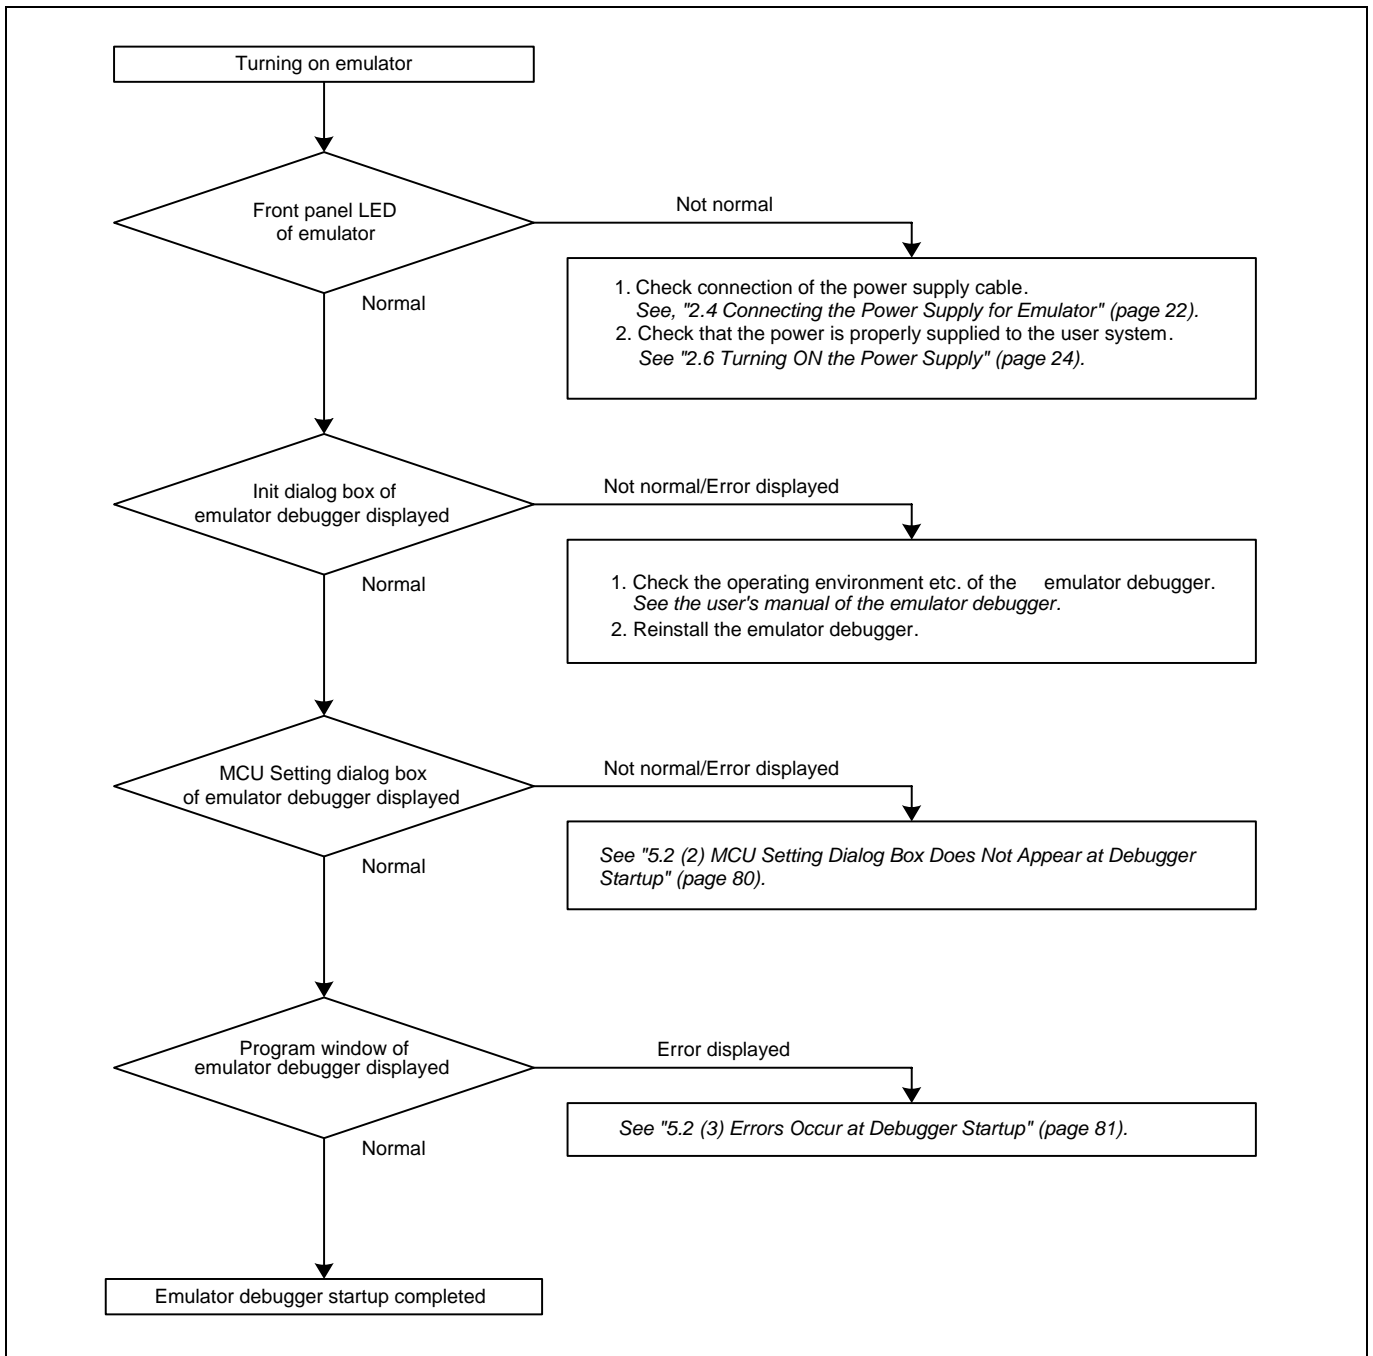 Turning on emulator
Front panel LED
of emulator
Not normal
Normal
1. Check connection of the power supply cable.
See, "2.4 Connecting the Power Supply for Emulator" (page 22).
2. Check that the power is properly supplied to the user system.
See "2.6 Turning ON the Power Supply" (page 24).
Init dialog box of
emulator debugger displayed
Not normal/Error displayed
Normal
1. Check the operating environment etc. of the emulator debugger.
See the user's manual of the emulator debugger.
2. Reinstall the emulator debugger.
MCU Setting dialog box
of emulator debugger displayed
Not normal/Error displayed
Normal
See "5.2 (2) MCU Setting Dialog Box Does Not Appear at Debugger
Startup" (page 80).
Program window of
emulator debugger displayed
Error displayed
Normal
See "5.2 (3) Errors Occur at Debugger Startup" (page 81).
Emulator debugger startup completed